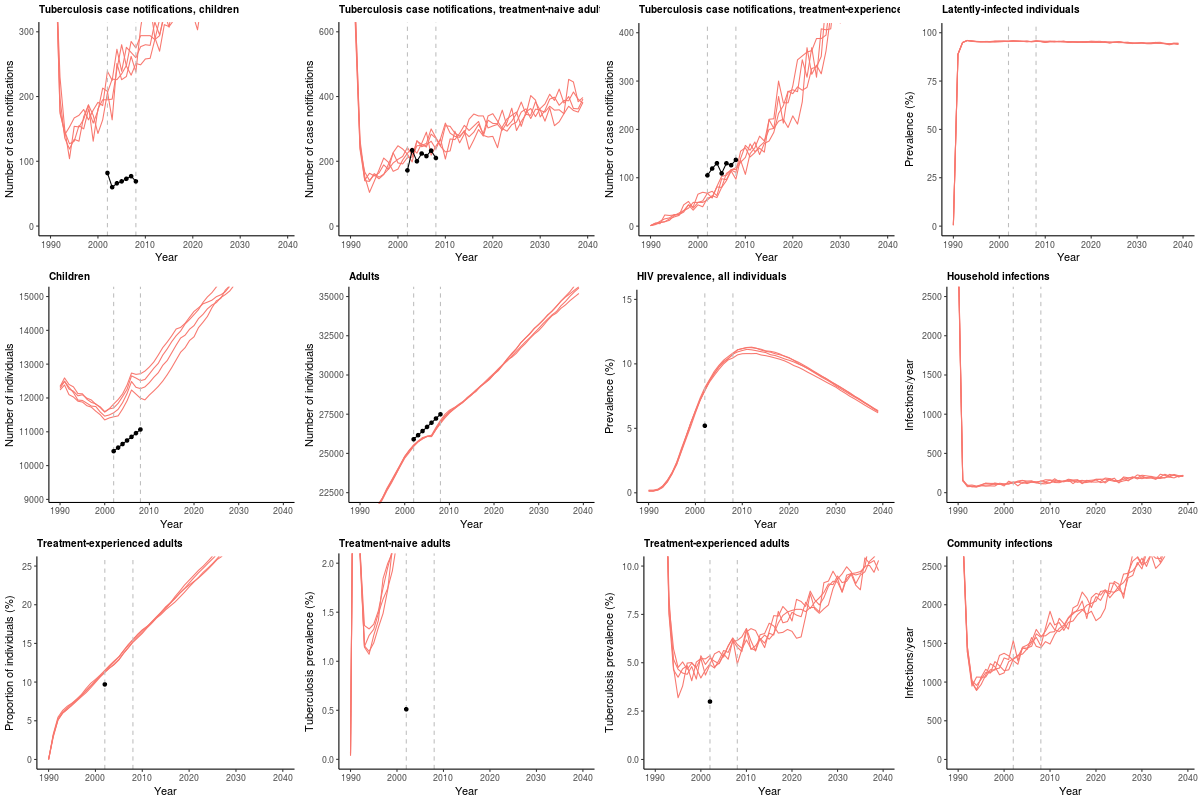 Tuberculosis case notifications, children
Number of case notifications
300
200
100
0
1990 2000 2010 2020 2030 2040
Year
Tuberculosis case notifications, treatment-naive adult
Number of case notifications
600
400
200
0
1990 2000 2010 2020 2030 2040
Year
Tuberculosis case notifications, treatment-experience
Number of case notifications
400
300
200
100
0
1990 2000 2010 2020 2030 2040
Year
Latently-infected individuals
Prevalence (%)
100
75
50
25
0
1990 2000 2010 2020 2030 2040
Year
Children
Number of individuals
15000
14000
13000
12000
11000
10000
9000
1990 2000 2010 2020 2030 2040
Year
Adults
Number of individuals
35000
32500
30000
27500
25000
22500
1990 2000 2010 2020 2030 2040
Year
HIV prevalence, all individuals
Prevalence (%)
15
10
5
0
1990 2000 2010 2020 2030 2040
Year
Household infections
Infections/year
2500
2000
1500
1000
500
0
1990 2000 2010 2020 2030 2040
Year
Treatment-experienced adults
Proportion of individuals (%)
25
20
15
10
5
0
1990 2000 2010 2020 2030 2040
Year
Treatment-naive adults
Tuberculosis prevalence (%)
2.0
1.5
1.0
0.5
0.0
1990 2000 2010 2020 2030 2040
Year
Treatment-experienced adults
Tuberculosis prevalence (%)
10.0
7.5
5.0
2.5
0.0
1990 2000 2010 2020 2030 2040
Year
Community infections
Infections/year
2500
2000
1500
1000
500
0
1990 2000 2010 2020 2030 2040
Year